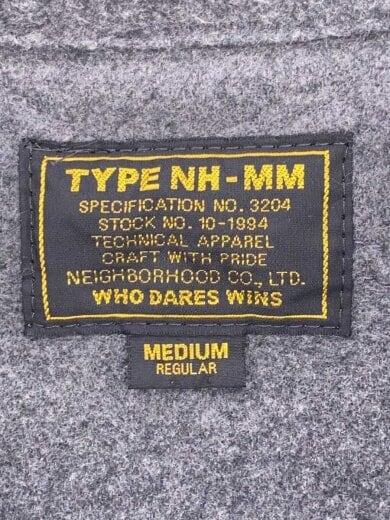 TYPE NH-MM
SPECIFICATION NO. 3204
STOCK NO. 10-1994
TECHNICAL APPAREL
CRAFT WITH PRIDE
NEIGHBORHOOD CO., LTD.
WHO DARES WINS
MEDIUM
REGULAR